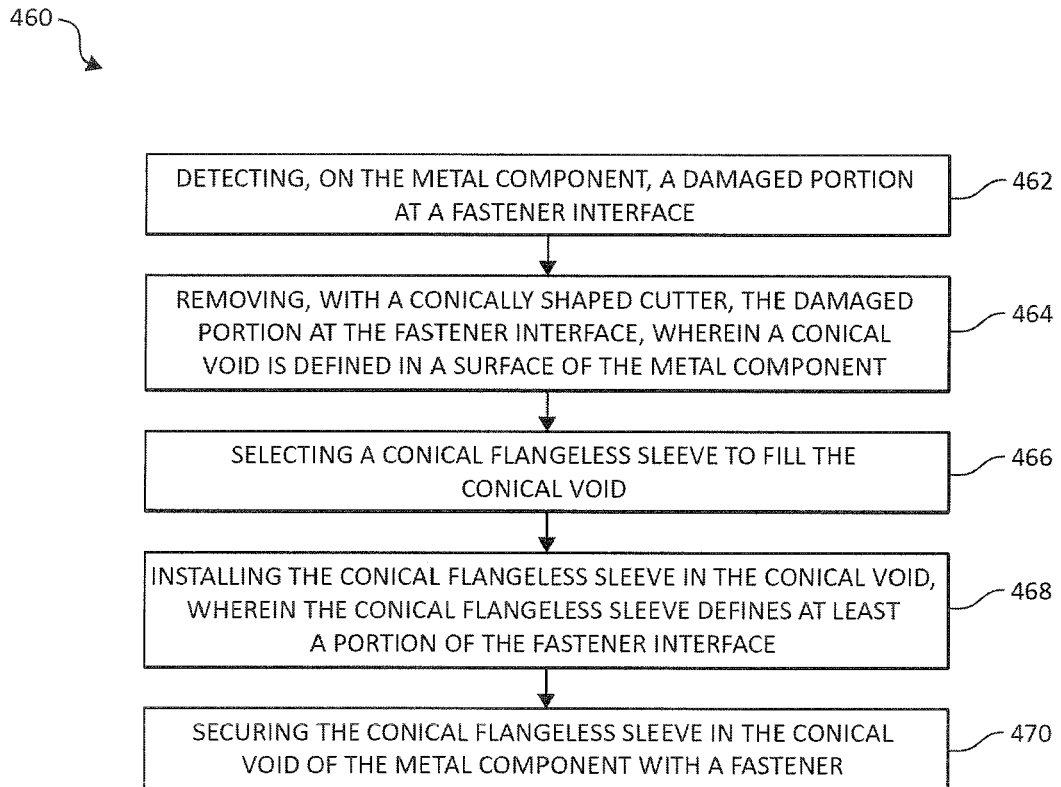 460
DETECTING, ON THE METAL COMPONENT, A DAMAGED PORTION
AT A FASTENER INTERFACE
462
REMOVING, WITH A CONICALLY SHAPED CUTTER, THE DAMAGED
PORTION AT THE FASTENER INTERFACE, WHEREIN A CONICAL
VOID IS DEFINED IN A SURFACE OF THE METAL COMPONENT
464
SELECTING A CONICAL FLANGELESS SLEEVE TO FILL THE
CONICAL VOID
466
INSTALLING THE CONICAL FLANGELESS SLEEVE IN THE CONICAL VOID,
WHEREIN THE CONICAL FLANGELESS SLEEVE DEFINES AT LEAST
A PORTION OF THE FASTENER INTERFACE
468
SECURING THE CONICAL FLANGELESS SLEEVE IN THE CONICAL
VOID OF THE METAL COMPONENT WITH A FASTENER
470